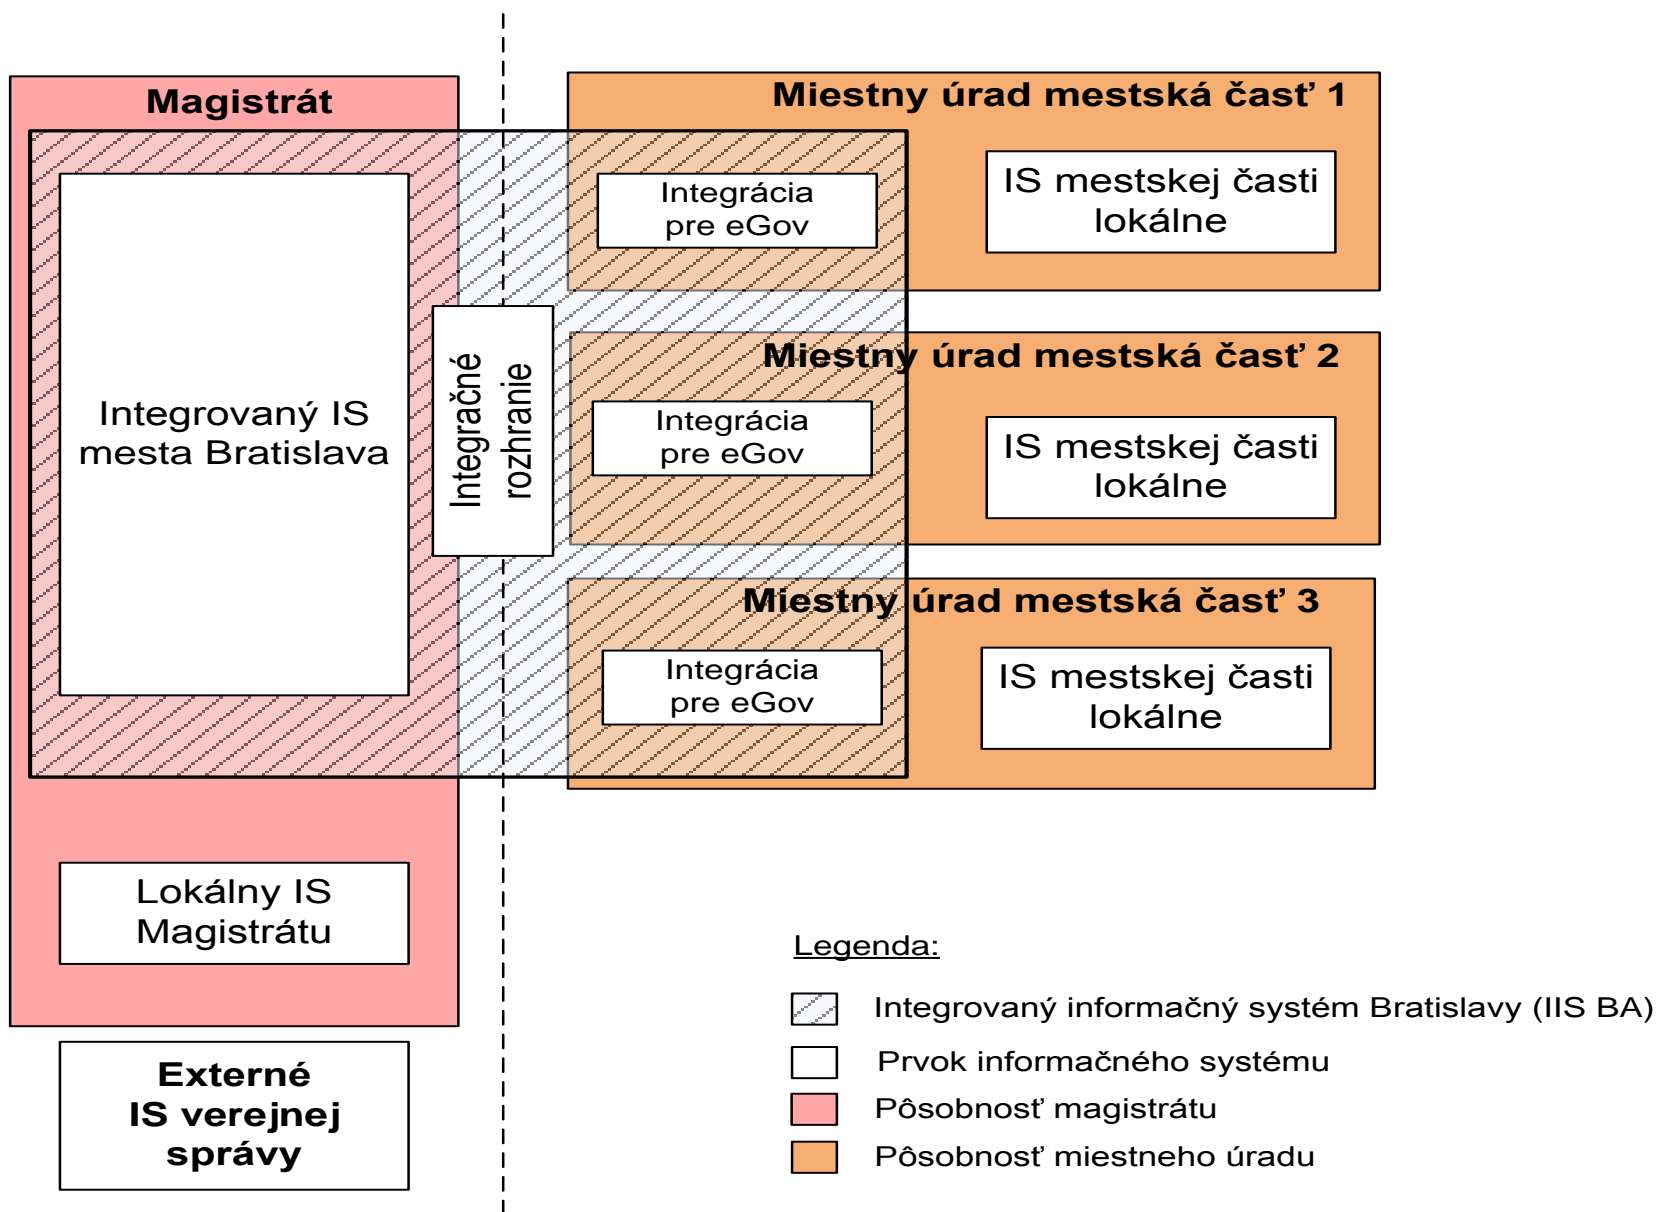 Magistrát
Integrovaný IS
mesta Bratislava
Lokálny IS
Magistrátu
Externé
IS verejnej
správy
Integračné
rozhranie
Miestny úrad mestská časť 1
Integrácia
pre eGov
IS mestskej časti
lokálne
Miestny úrad mestská časť 2
Integrácia
pre eGov
IS mestskej časti
lokálne
Miestny úrad mestská časť 3
Integrácia
pre eGov
IS mestskej časti
lokálne
Legenda:
Integrovaný informačný systém Bratislavy (IIS BA)
Prvok informačného systému
Pôsobnosť magistrátu
Pôsobnosť miestneho úradu